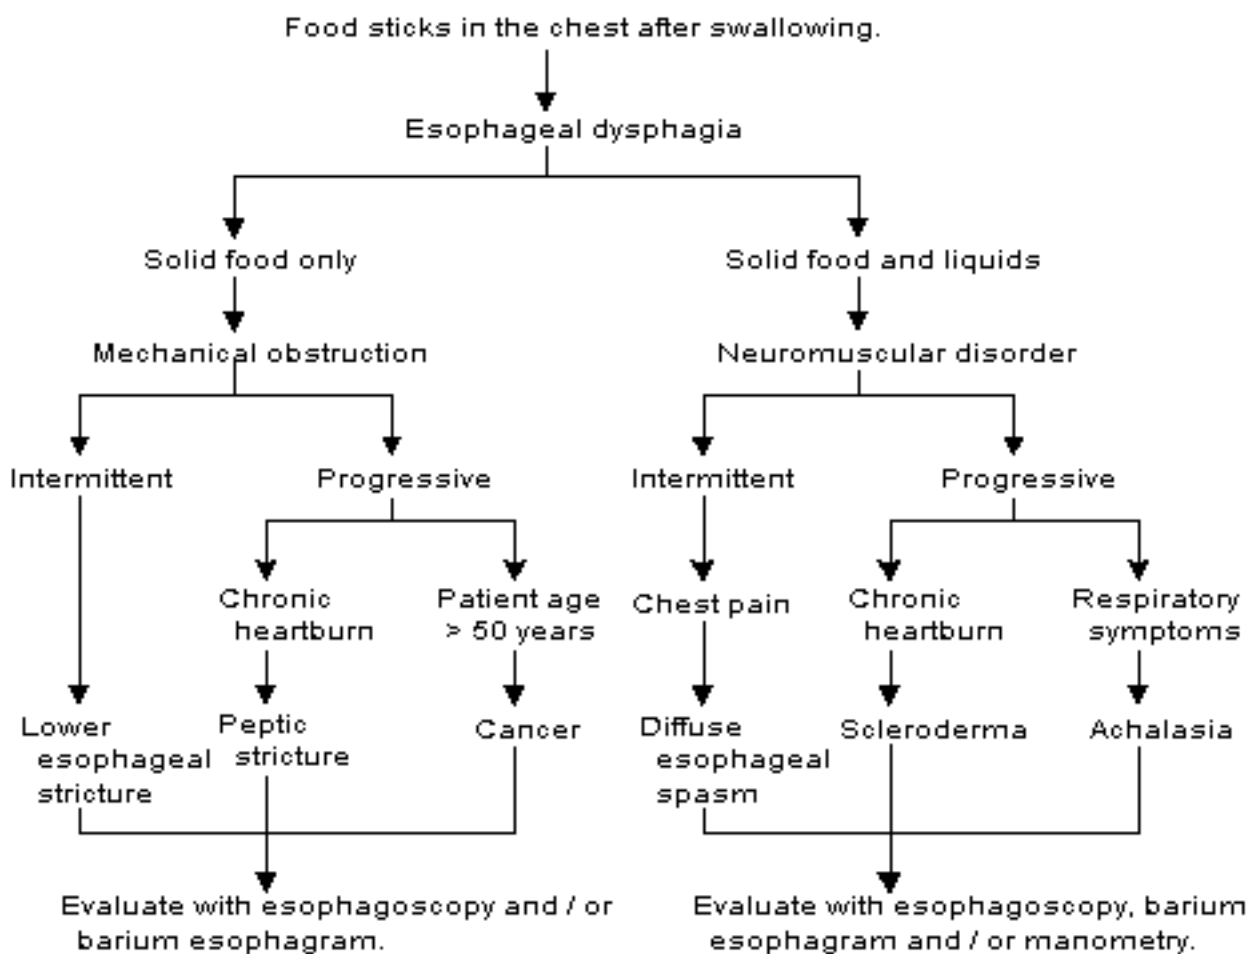 Food sticks in the chest after swallowing.
Esophageal dysphagia
Solid food only
Solid food and liquids
Mechanical obstruction
Neuromuscular disorder
Intermittent
Progressive
Intermittent
Progressive
Chronic
heartburn
Patient age
> 50 years
Chest pain
Chronic
heartburn
Respiratory
symptoms
Lower
esophageal
stricture
Peptic
stricture
Cancer
Diffuse
esophageal
spasm
Scleroderma
Achalasia
Evaluate with esophagoscopy and / or
barium esophagram.
Evaluate with esophagoscopy, barium
esophagram and / or manometry.